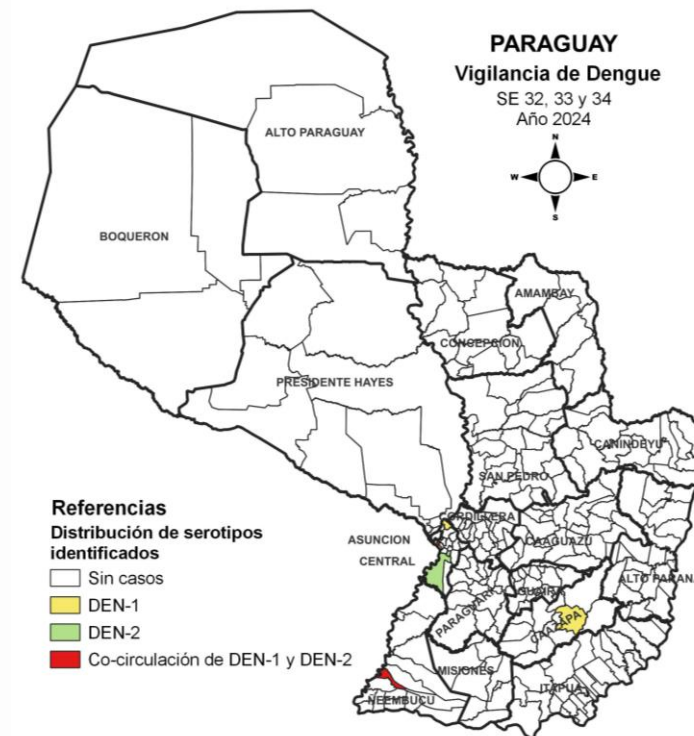 PARAGUAY
Vigilancia de Dengue
SE 32, 33 y 34
Año 2024
N
W
E
S
ALTO PARAGUAY
BOQUERON
AMAMBAY
CONCEPCION
PRESIDENTE HAYES
CANINDEYU
SAN PEDRO
CORDILLERA
ASUNCION
CAAGUAZU
CENTRAL
ALTO PARANA
GUAIRA
PARAGUARI
CAAZAPA
MISIONES
ITAPUA
ÑEEMBUCU
Referencias
Distribución de serotipos
identificados
Sin casos
DEN-1
DEN-2
Co-circulación de DEN-1 y DEN-2